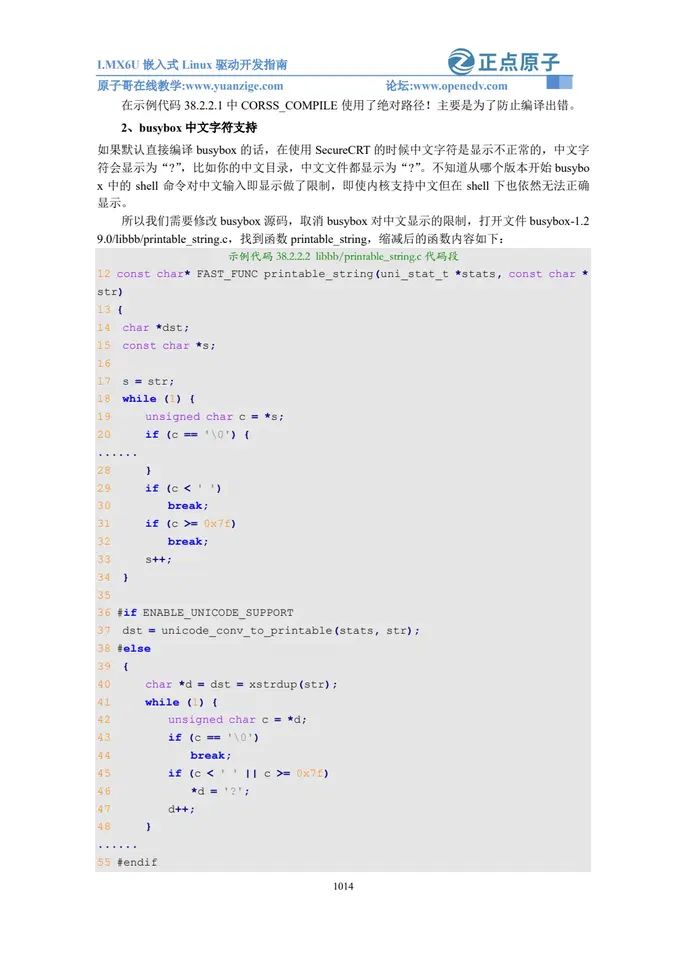 I.MX6U 嵌入式 Linux 驱动开发指南
正点原子
原子哥在线教学:www.yuanzige.com 论坛:www.openedv.com
在示例代码 38.2.2.1 中 CORSS_COMPILE 使用了绝对路径！主要是为了防止编译出错。
2、busybox 中文字符支持
如果默认直接编译 busybox 的话，在使用 SecureCRT 的时候中文字符是显示不正常的，中文字
符会显示为“?”，比如你的中文目录，中文文件都显示为“?”。不知道从哪个版本开始 busybo
x 中的 shell 命令对中文输入即显示做了限制，即使内核支持中文但在 shell 下也依然无法正确
显示。
所以我们需要修改 busybox 源码，取消 busybox 对中文显示的限制，打开文件 busybox-1.2
9.0/libbb/printable_string.c，找到函数 printable_string，缩减后的函数内容如下：
示例代码 38.2.2.2 libbb/printable_string.c 代码段
12 const char* FAST_FUNC printable_string(uni_stat_t *stats, const char *
str)
13 {
14 char *dst;
15 const char *s;
16
17 s = str;
18 while (1) {
19 unsigned char c = *s;
20 if (c == '\0') {
......
28 }
29 if (c < ' ')
30 break;
31 if (c >= 0x7f)
32 break;
33 s++;
34 }
35
36 #if ENABLE_UNICODE_SUPPORT
37 dst = unicode_conv_to_printable(stats, str);
38 #else
39 {
40 char *d = dst = xstrdup(str);
41 while (1) {
42 unsigned char c = *d;
43 if (c == '\0')
44 break;
45 if (c < ' ' || c >= 0x7f)
46 *d = '?';
47 d++;
48 }
......
55 #endif
1014